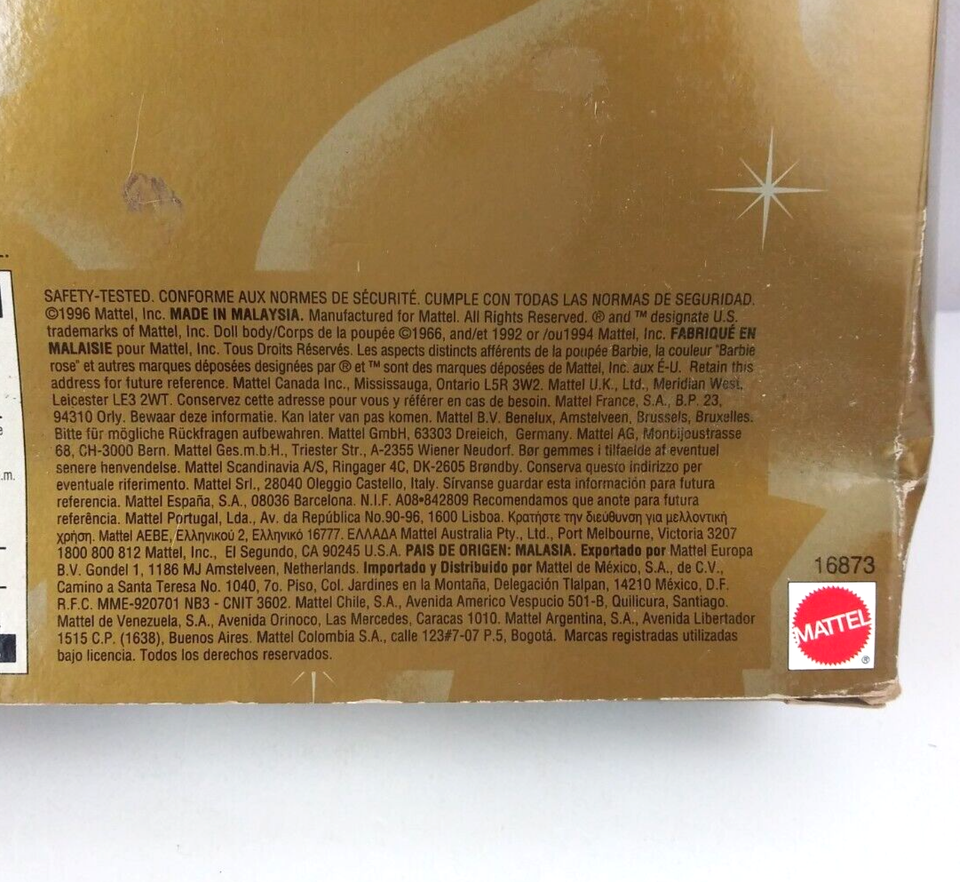 SAFETY-TESTED. CONFORME AUX NORMES DE SÉCURITÉ. CUMPLE CON TODAS LAS NORMAS DE SEGURIDAD.
©1996 Mattel, Inc. MADE IN MALAYSIA. Manufactured for Mattel. All Rights Reserved. ® and ™ designate U.S.
trademarks of Mattel, Inc. Doll body/Corps de la poupée ©1966, and/et 1992 or /ou1994 Mattel, Inc. FABRIQUÉ EN
MALAISIE pour Mattel, Inc. Tous Droits Réservés. Les aspects distincts afférents de la poupée Barbie, la couleur "Barbie
rose" et autres marques déposées désignées par ® et ™ sont des marques déposées de Mattel, Inc. aux É-U. Retain this
address for future reference. Mattel Canada Inc., Mississauga, Ontario L5R 3W2. Mattel U.K., Ltd., Meridian West,
Leicester LE3 2WT. Conservez cette adresse pour vous y référer en cas de besoin. Mattel France, S.A., B.P. 23,
94310 Orly. Bewaar deze informatie. Kan later van pas komen. Mattel B.V. Benelux, Amstelveen, Brussels, Bruxelles.
Bitte für mögliche Rückfragen aufbewahren. Mattel GmbH, 63303 Dreieich, Germany. Mattel AG, Monbijoustrasse
68, CH-3000 Bern. Mattel Ges.m.b.H., Triester Str., A-2355 Wiener Neudorf. Bør gemmes i tilfaelde af eventuel
senere henvendelse. Mattel Scandinavia A/S, Ringager 4C, DK-2605 Brøndby. Conserva questo indirizzo per
eventuale riferimento. Mattel Srl., 28040 Oleggio Castello, Italy. Sírvanse guardar esta información para futura
referencia. Mattel España, S.A., 08036 Barcelona. N.I.F. A08•842809 Recomendamos que anote para futura
referência. Mattel Portugal, Lda., Av. da República No.90-96, 1600 Lisboa. Κρατήστε την διεύθυνση για μελλοντική
χρήση. Mattel AEBE, Ελληνικού 2, Ελληνικό 16777. ΕΛΛΑΔΑ Mattel Australia Pty., Ltd., Port Melbourne, Victoria 3207
1800 800 812 Mattel, Inc., El Segundo, CA 90245 U.S.A. PAIS DE ORIGEN: MALASIA. Exportado por Mattel Europa
B.V. Gondel 1, 1186 MJ Amstelveen, Netherlands. Importado y Distribuido por Mattel de México, S.A., de C.V.,
Camino a Santa Teresa No. 1040, 7o. Piso, Col. Jardines en la Montaña, Delegación Tlalpan, 14210 México, D.F.
R.F.C. MME-920701 NB3 - CNIT 3602. Mattel Chile, S.A., Avenida Americo Vespucio 501-B, Quilicura, Santiago.
Mattel de Venezuela, S.A., Avenida Orinoco, Las Mercedes, Caracas 1010. Mattel Argentina, S.A., Avenida Libertador
1515 C.P. (1638), Buenos Aires. Mattel Colombia S.A., calle 123#7-07 P.5, Bogotá. Marcas registradas utilizadas
bajo licencia. Todos los derechos reservados.
16873
MATTEL
®